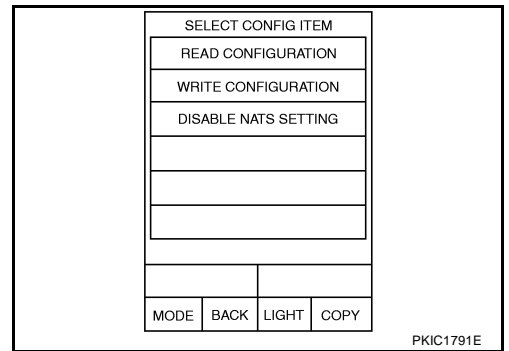 SELECT CONFIG ITEM
READ CONFIGURATION
WRITE CONFIGURATION
DISABLE NATS SETTING
MODE BACK LIGHT COPY
PKIC1791E